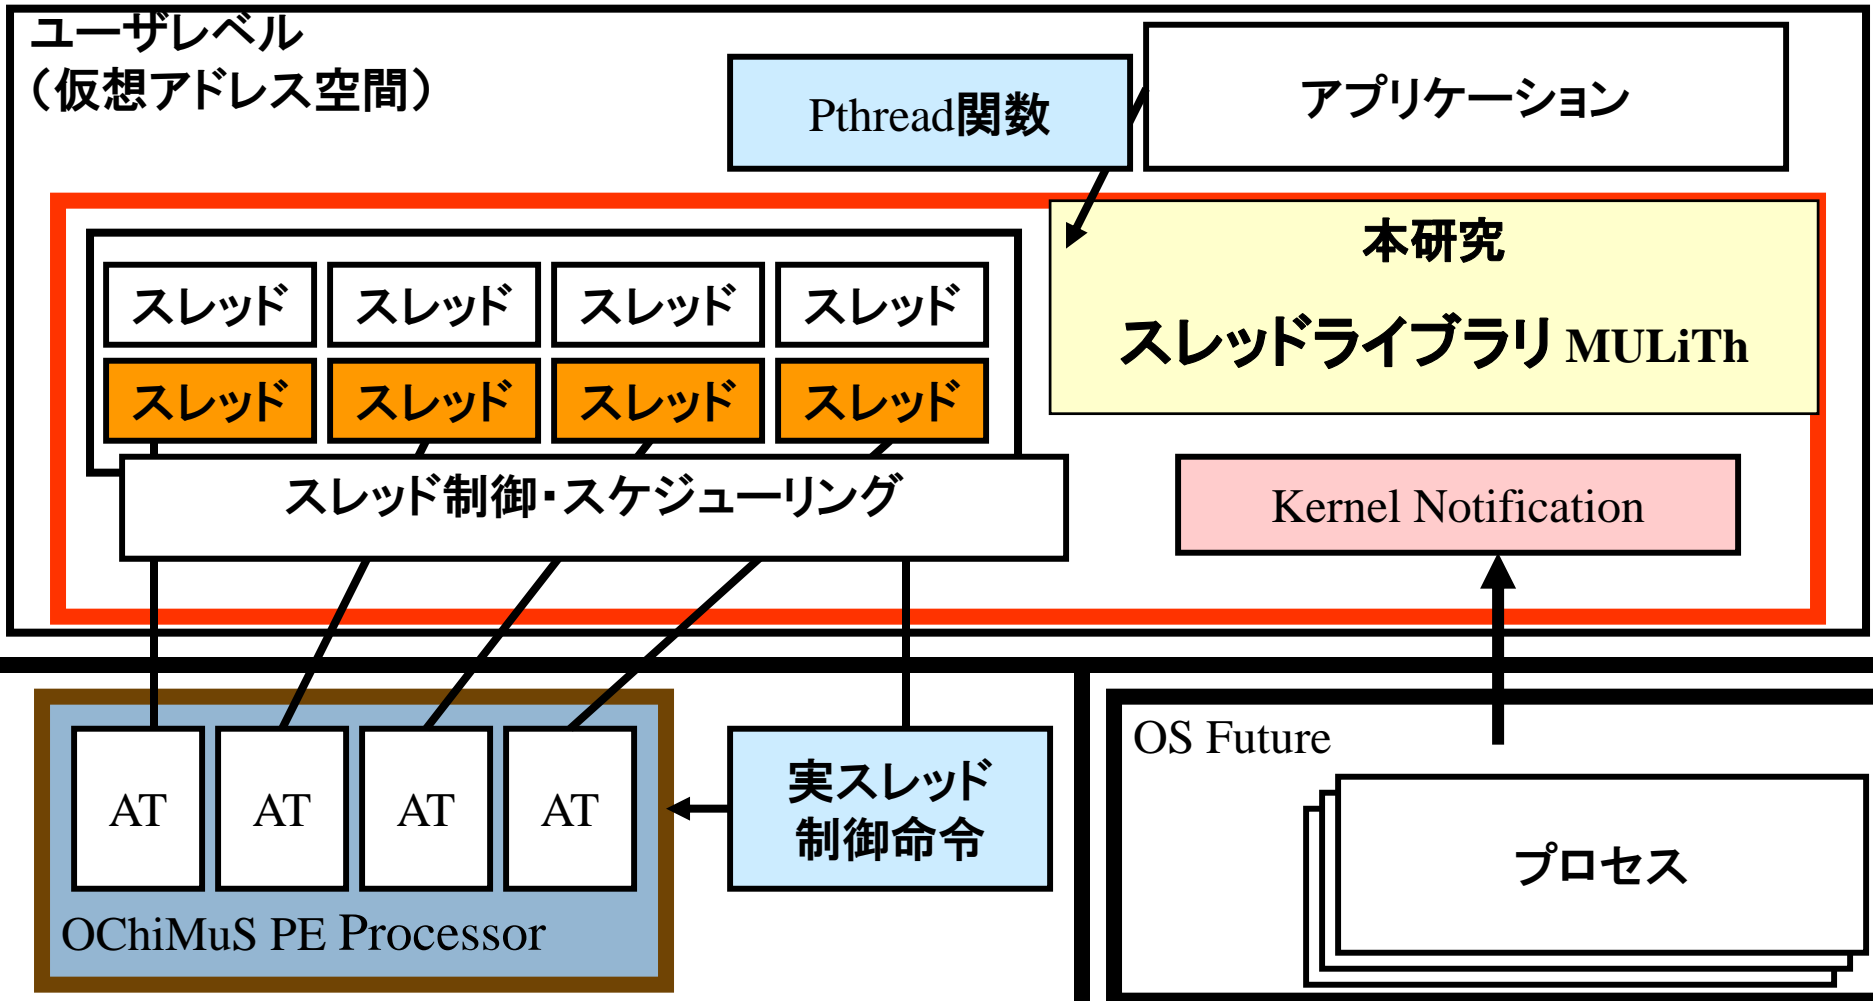 ユーザレベル
（仮想アドレス空間）
Pthread関数
アプリケーション
本研究
スレッドライブラリ MULiTh
スレッド スレッド スレッド スレッド
スレッド スレッド スレッド スレッド
スレッド制御・スケジューリング
Kernel Notification
AT AT AT AT
OChiMuS PE Processor
実スレッド
制御命令
OS Future
プロセス